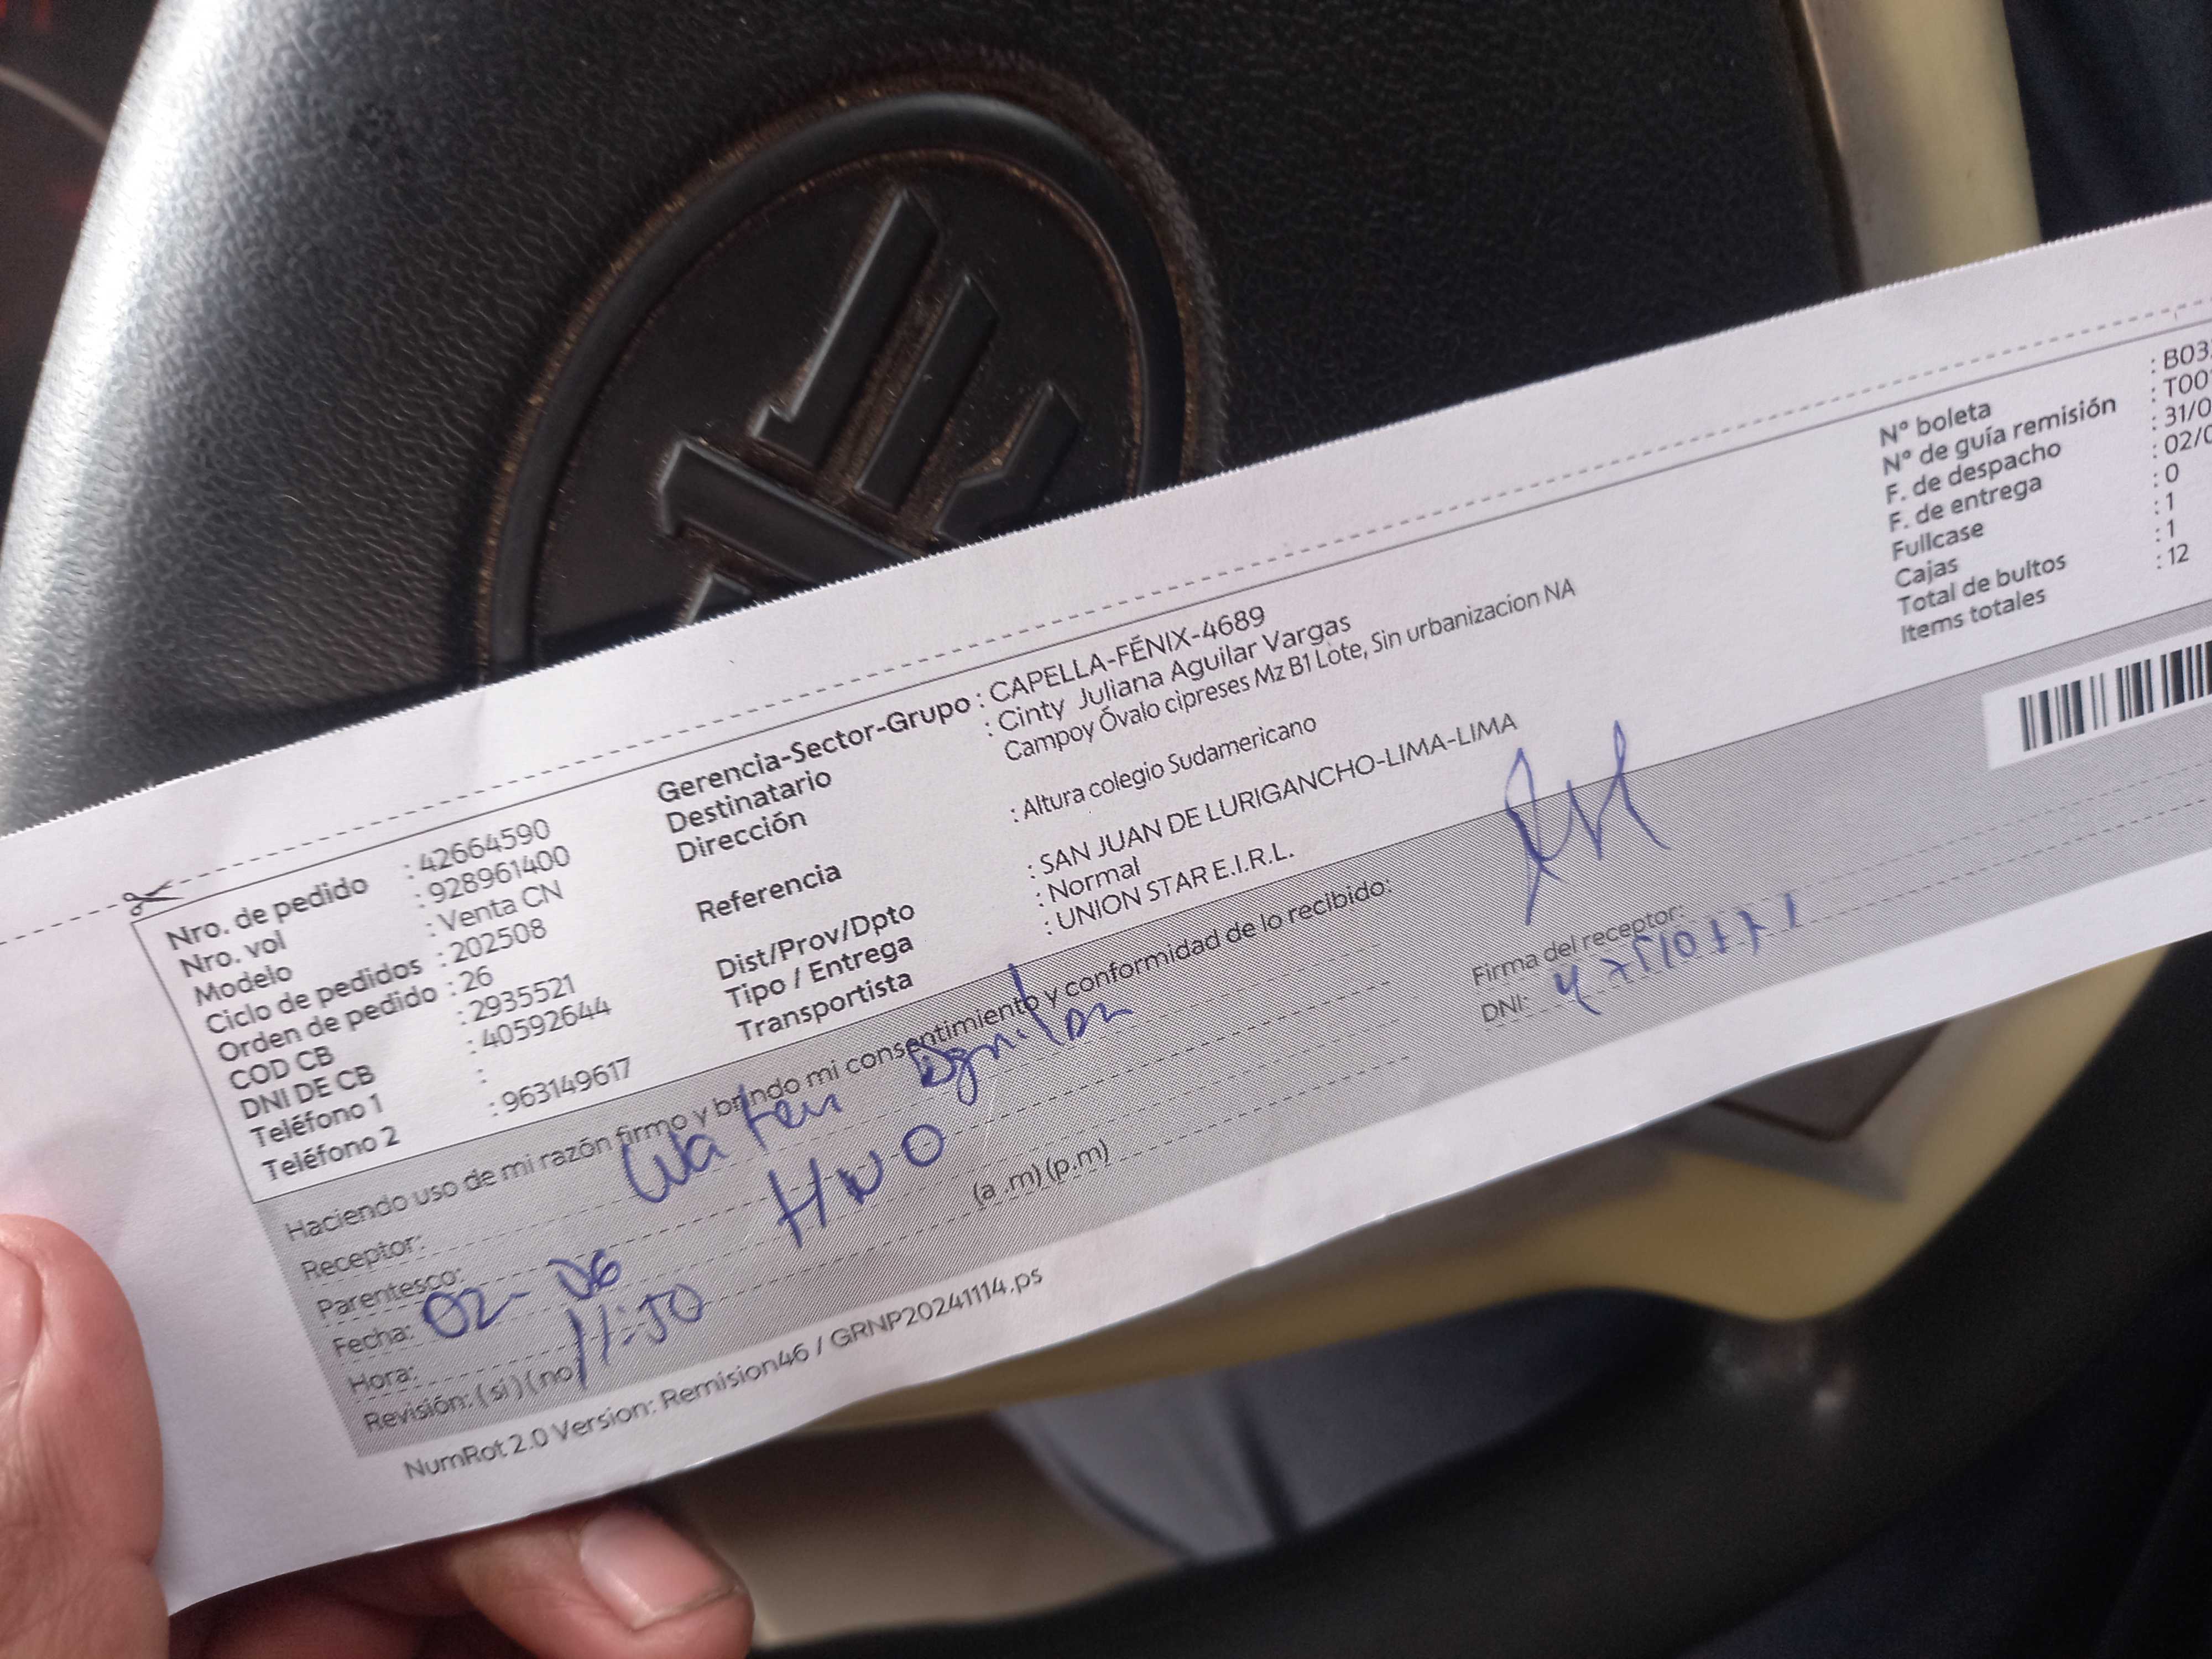 Nro. de pedido : 42664590
Nro. vol : 928961400
Modelo : Venta CN
Ciclo de pedidos : 202508
Orden de pedido : 26
COD CB : 2935521
DNI DE CB : 40592644
Teléfono 1 :
Teléfono 2 : 963149617
Gerencia-Sector-Grupo : CAPELLA-FÉNIX-4689
Destinatario : Cinty Juliana Aguilar Vargas
Dirección Campoy Óvalo cipreses Mz B1 Lote, Sin urbanizacion NA
Referencia : Altura colegio Sudamericano
Dist/Prov/Dpto : SAN JUAN DE LURIGANCHO-LIMA-LIMA
Tipo / Entrega : Normal
Transportista : UNION STAR E.I.R.L.
N° boleta : B03
N° de guía remisión : T00
F. de despacho : 31/0
F. de entrega : 02/0
Fullcase : 0
Cajas : 1
Total de bultos : 1
Items totales : 12
Haciendo uso de mi razón firmo y brindo mi consentimiento y conformidad de lo recibido:
Receptor: Aguilar
Parentesco: HNO
Fecha: 02-06
Hora: 11:50 (a .m) (p.m)
Revisión: (si) (no)
Firma del receptor:
DNI:
NumRot 2.0 Version: Remision46 / GRNP20241114.ps